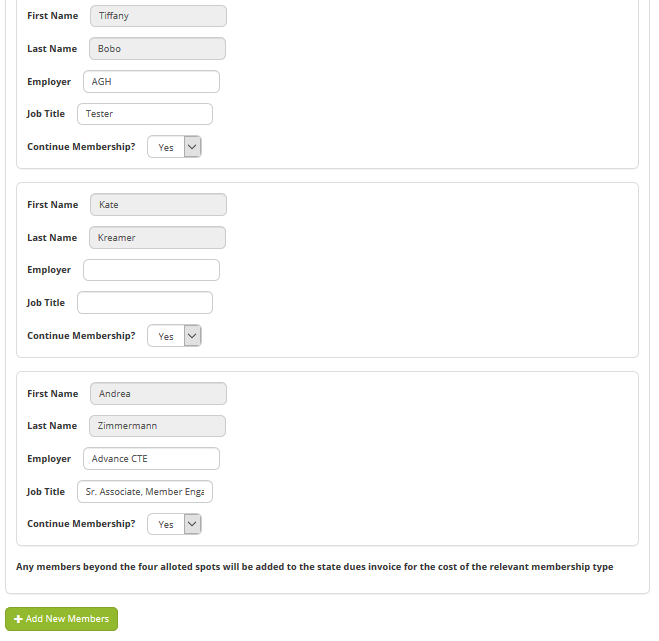 First Name Tiffany
Last Name Bobo
Employer AGH
Job Title Tester
Continue Membership? Yes
First Name Kate
Last Name Kreamer
Employer
Job Title
Continue Membership? Yes
First Name Andrea
Last Name Zimmermann
Employer Advance CTE
Job Title Sr. Associate, Member Enga
Continue Membership? Yes
Any members beyond the four alloted spots will be added to the state dues invoice for the cost of the relevant membership type
+ Add New Members